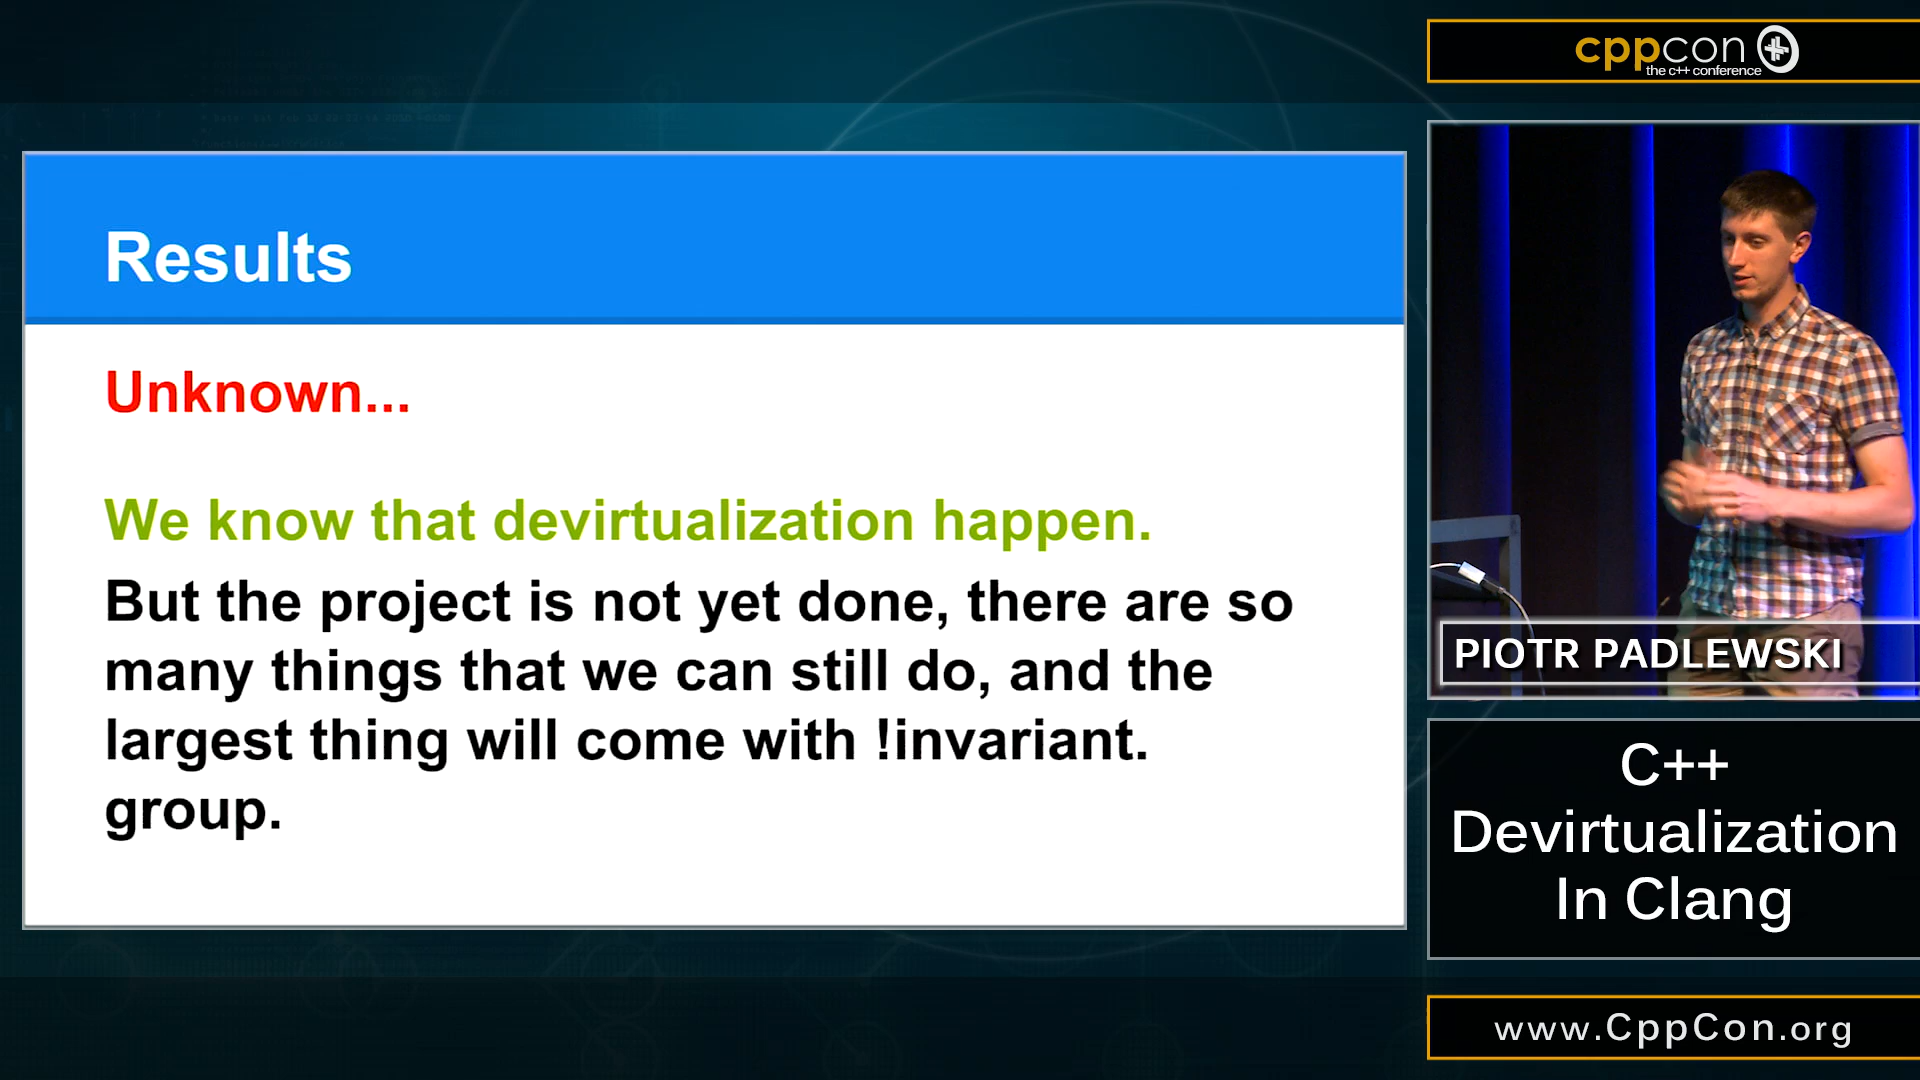 Results
Unknown...
We know that devirtualization happen.
But the project is not yet done, there are so
many things that we can still do, and the
largest thing will come with !invariant.
group.
cppcon
the c++ conference
PIOTR PADLEWSKI
C++
Devirtualization
In Clang
www.CppCon.org